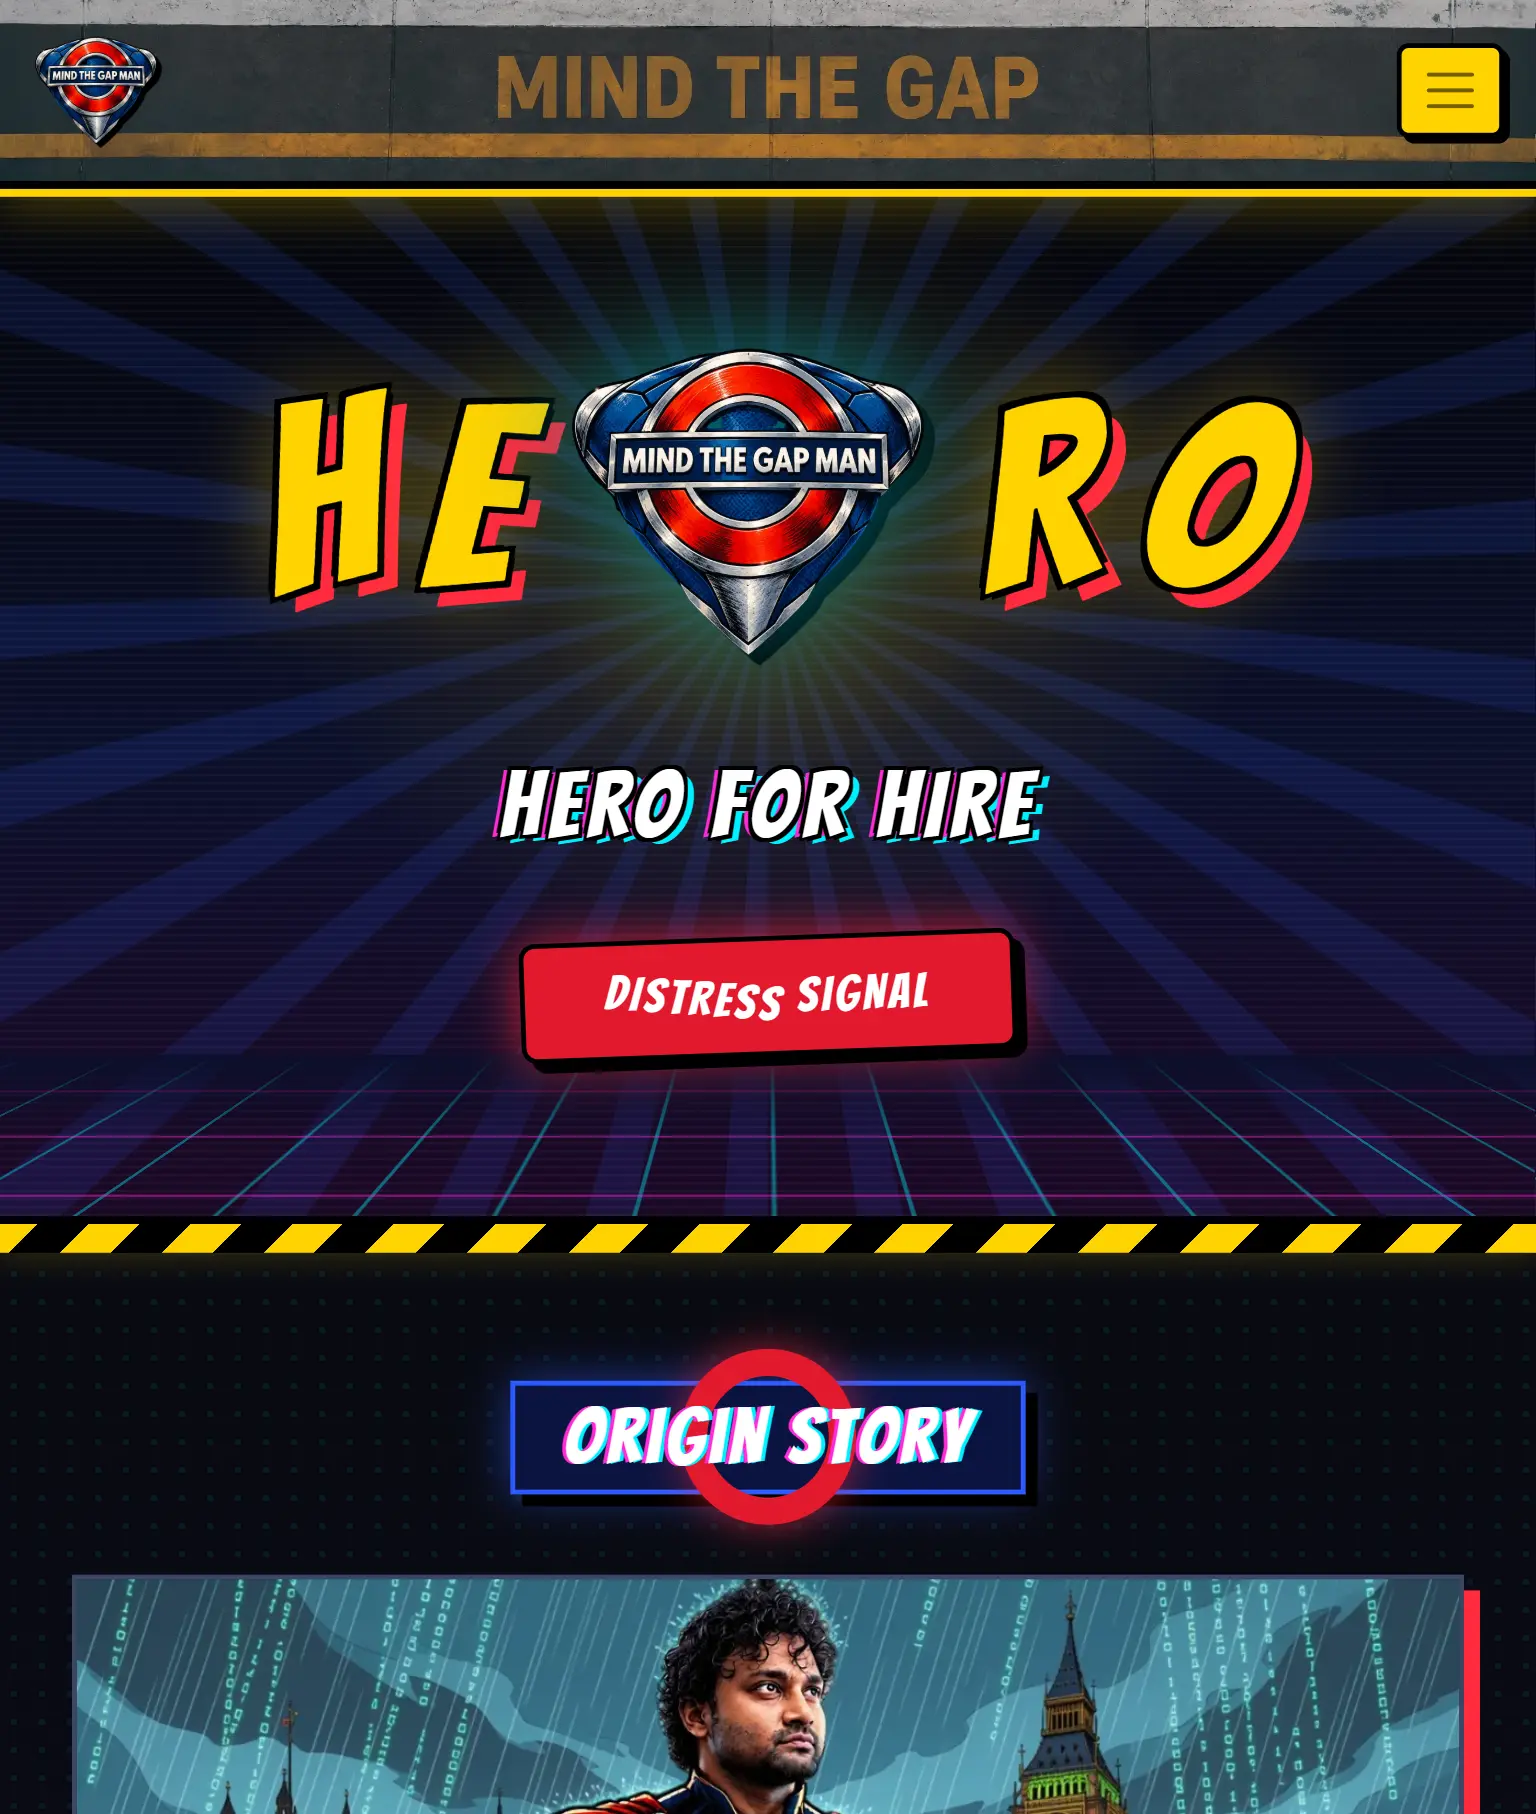 MIND THE GAP MAN
MIND THE GAP
HE RO
MIND THE GAP MAN
HERO FOR HIRE
DISTRESS SIGNAL
ORIGIN STORY